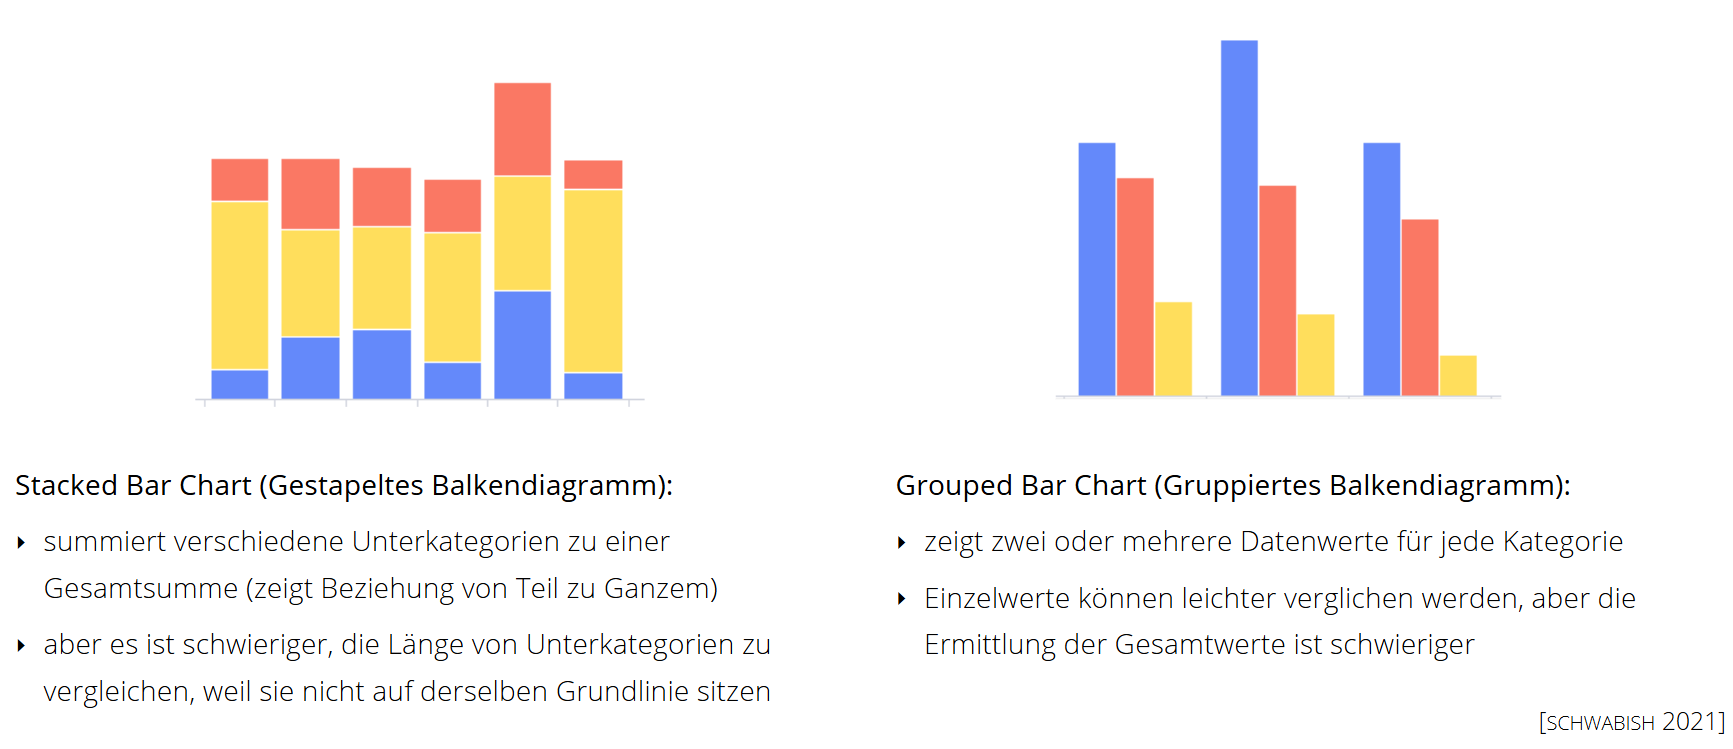 Stacked Bar Chart (Gestapeltes Balkendiagramm):
‣ summiert verschiedene Unterkategorien zu einer
Gesamtsumme (zeigt Beziehung von Teil zu Ganzem)
‣ aber es ist schwieriger, die Länge von Unterkategorien zu
vergleichen, weil sie nicht auf derselben Grundlinie sitzen
Grouped Bar Chart (Gruppiertes Balkendiagramm):
‣ zeigt zwei oder mehrere Datenwerte für jede Kategorie
‣ Einzelwerte können leichter verglichen werden, aber die
Ermittlung der Gesamtwerte ist schwieriger
[SCHWABISH 2021]